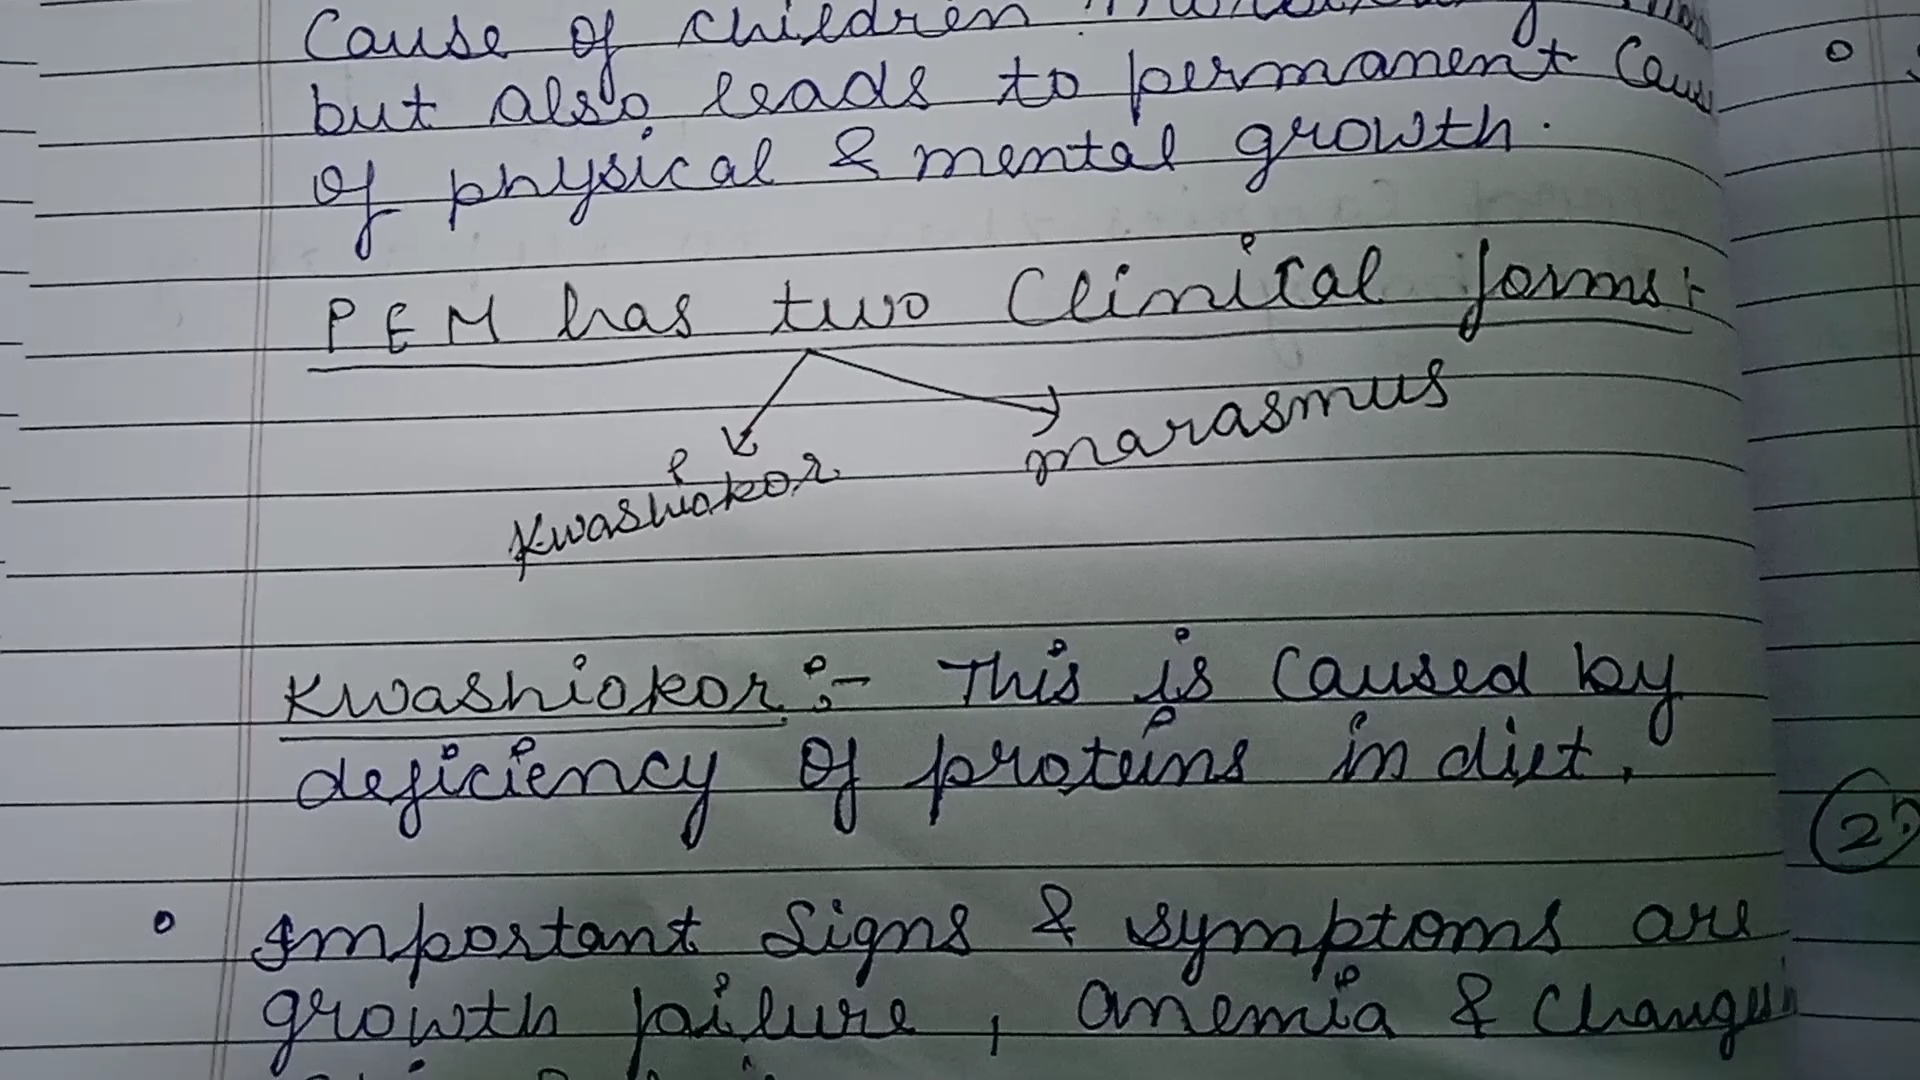 Cause of children
but also leads to permanent Caus
of physical & mental growth.
PEM has two Clinical forms:-
Kwashiokor marasmus
Kwashiokor :- This is Caused by
deficiency of proteins in diet.
• Important Signs & symptoms are
growth failure, anemia & Changes
2